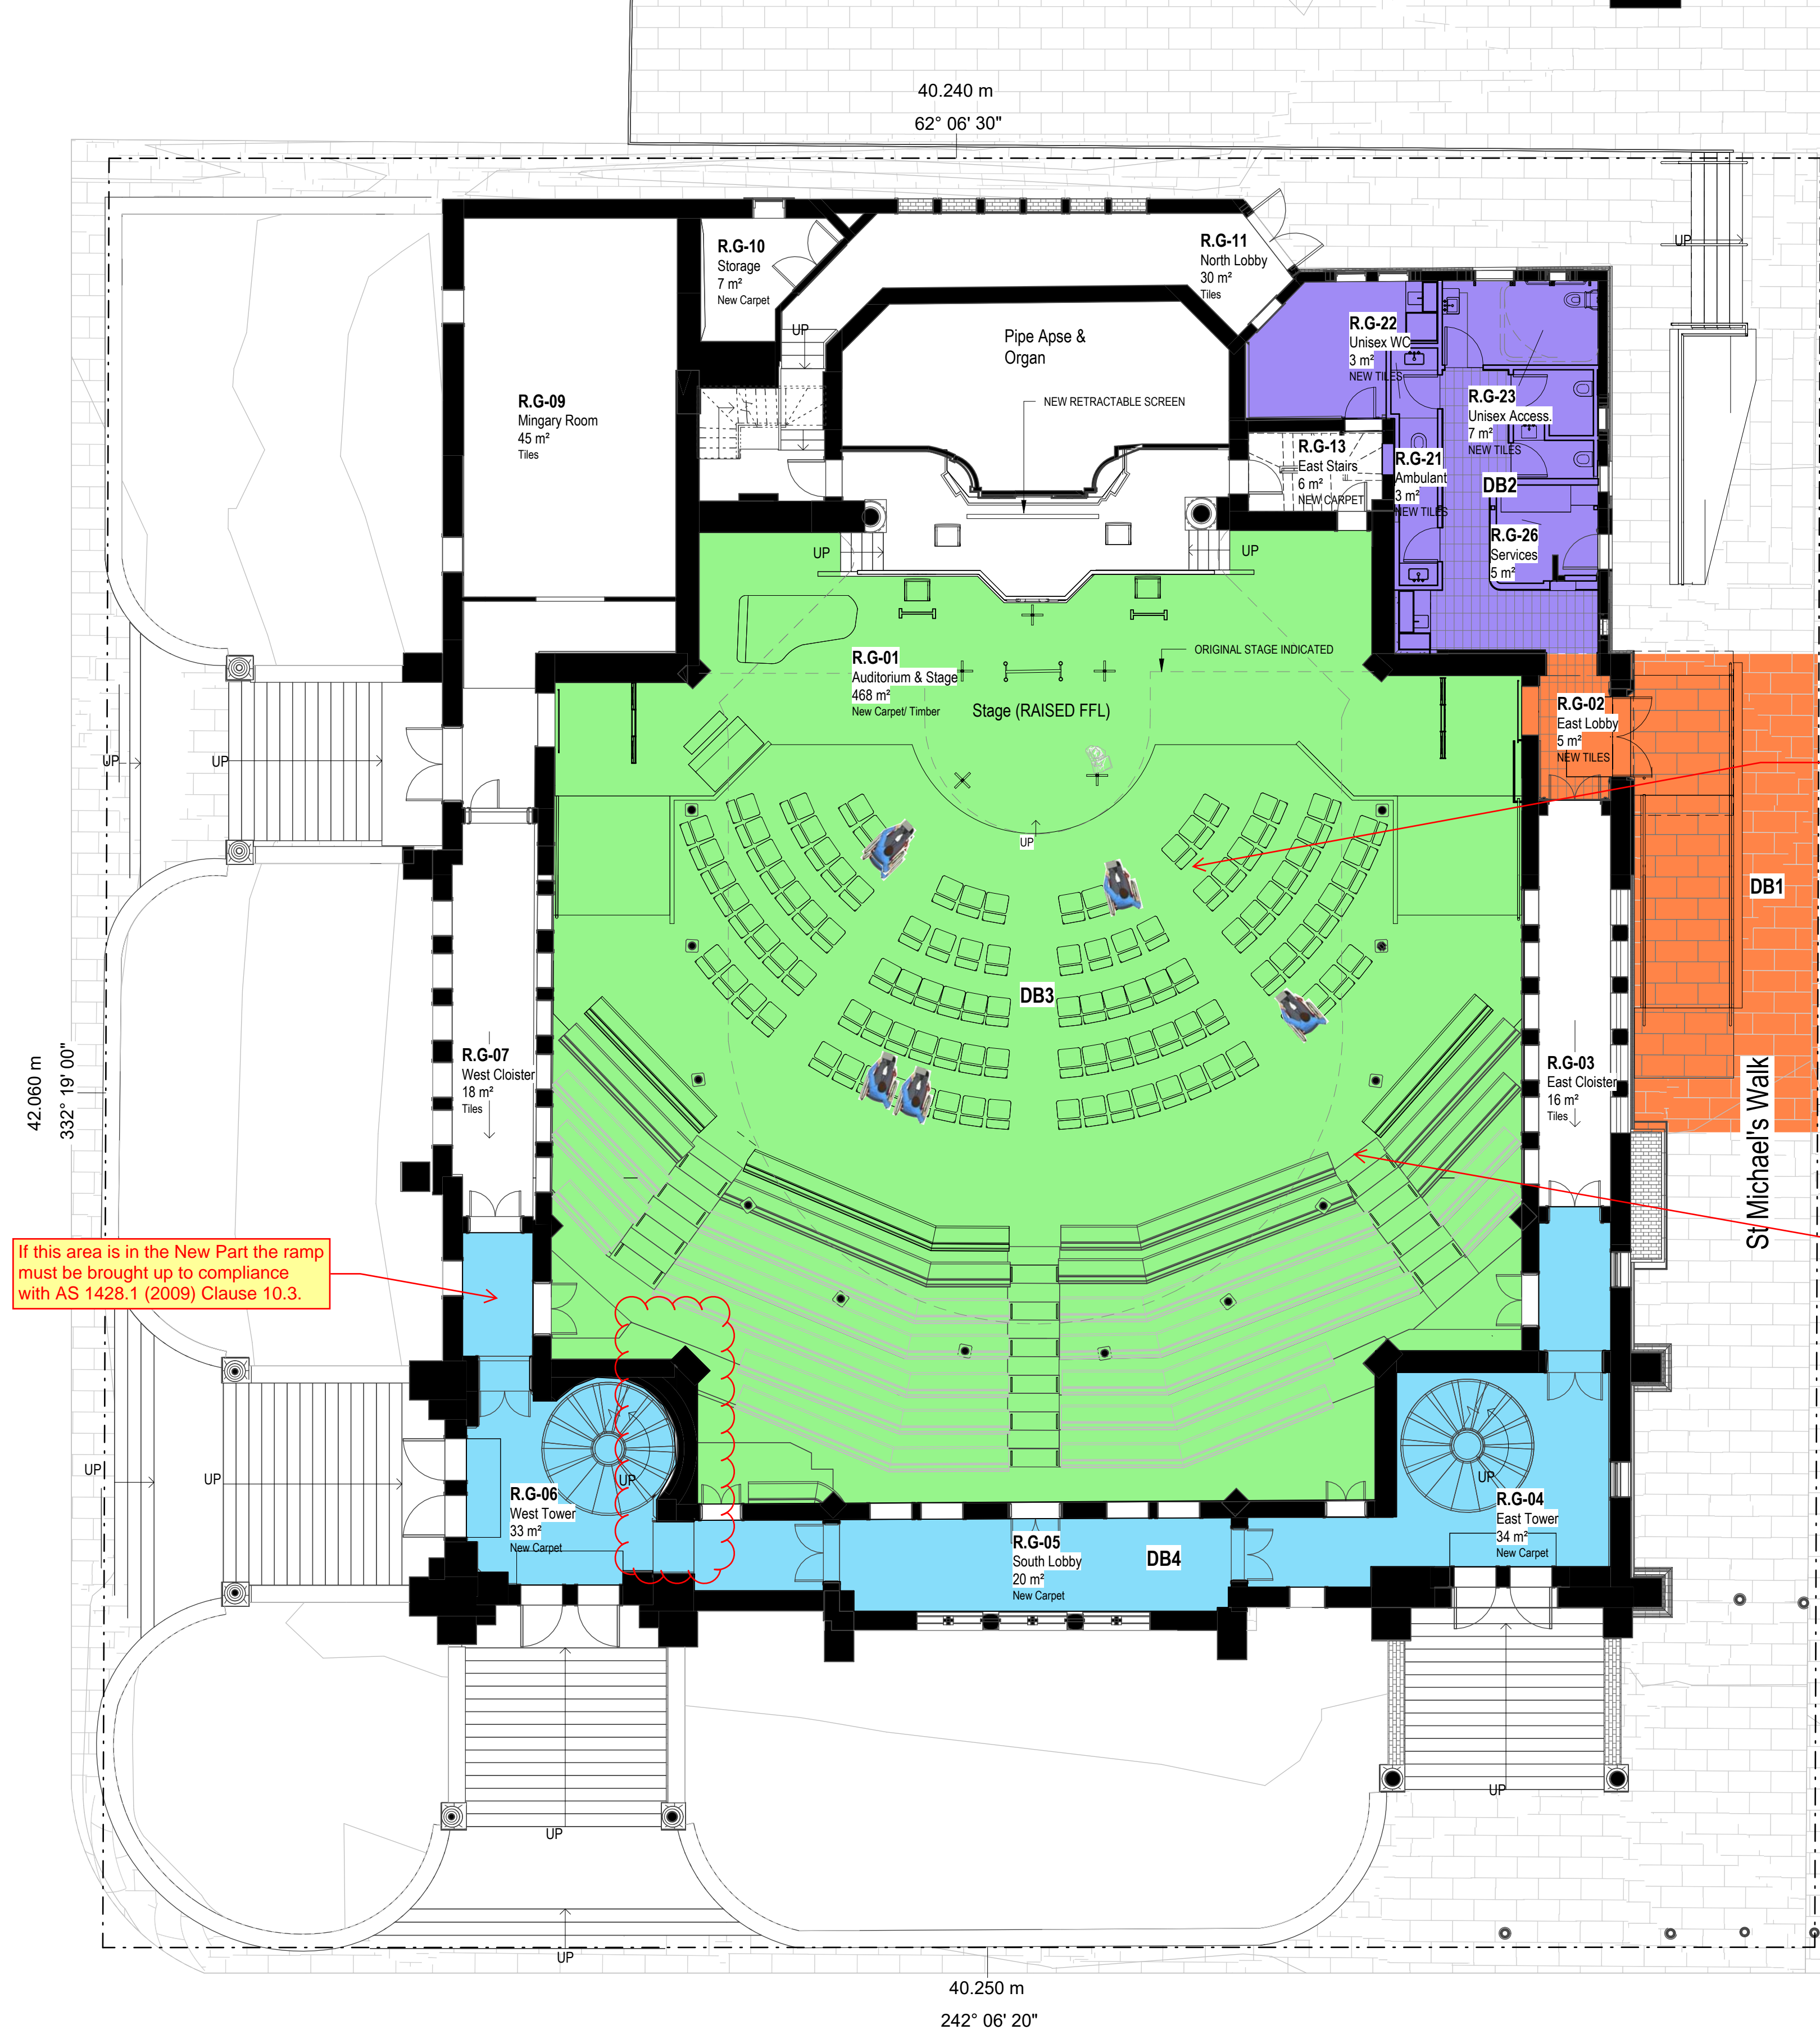 40.240 m
62° 06' 30"
UP
R.G-10
Storage
7 m²
New Carpet
R.G-11
North Lobby
30 m²
Tiles
UP
Pipe Apse &
Organ
R.G-22
Unisex WC
3 m²
NEW TILES
R.G-09
Mingary Room
45 m²
Tiles
NEW RETRACTABLE SCREEN
R.G-23
Unisex Access.
7 m²
NEW TILES
R.G-13
East Stairs
6 m²
NEW CARPET
R.G-21
Ambulant
3 m²
NEW TILES
DB2
R.G-26
Services
5 m²
UP
UP
R.G-01
Auditorium & Stage
468 m²
New Carpet/ Timber
ORIGINAL STAGE INDICATED
Stage (RAISED FFL)
R.G-02
East Lobby
5 m²
NEW TILES
UP
UP
UP
DB1
DB3
42.060 m
332° 19' 00"
R.G-07
West Cloister
18 m²
Tiles
R.G-03
East Cloister
16 m²
Tiles
St Michael's Walk
If this area is in the New Part the ramp
must be brought up to compliance
with AS 1428.1 (2009) Clause 10.3.
UP
UP
UP
R.G-06
West Tower
33 m²
New Carpet
UP
R.G-04
East Tower
34 m²
New Carpet
R.G-05
South Lobby
20 m²
New Carpet
DB4
UP
UP
UP
40.250 m
242° 06' 20"